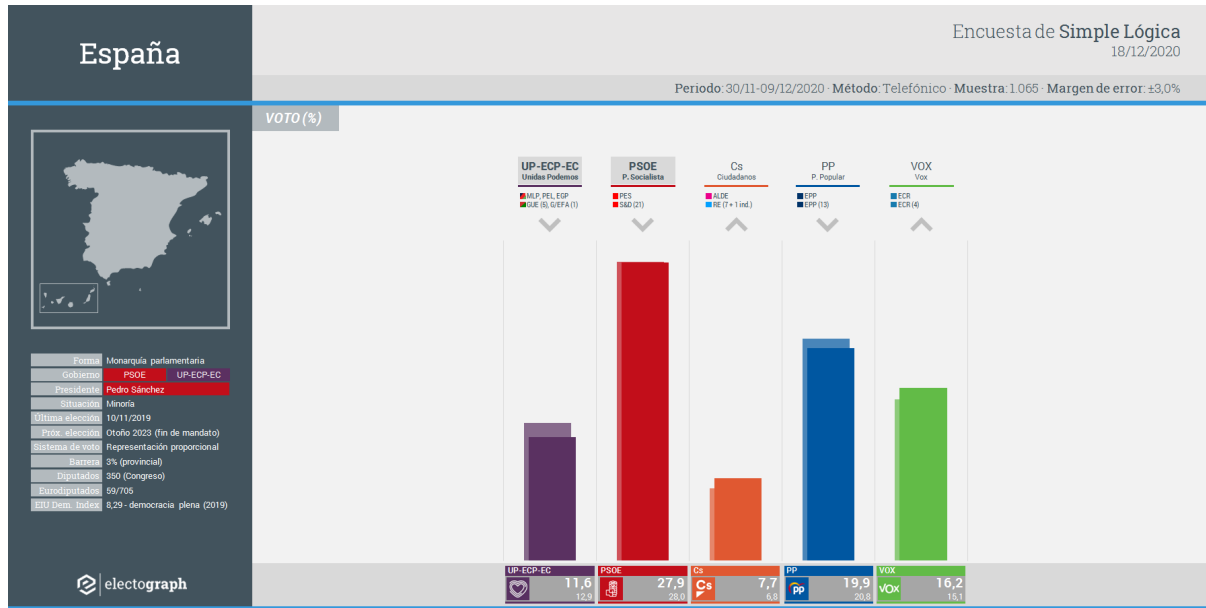 España
Encuesta de Simple Lógica
18/12/2020
Periodo: 30/11-09/12/2020 · Método: Telefónico · Muestra: 1.065 · Margen de error: ±3,0%
VOTO (%)
UP-ECP-EC
Unidas Podemos
MLP, PEL, EGP
GUE (5), G/EFA (1)
PSOE
P. Socialista
PES
S&D (21)
Cs
Ciudadanos
ALDE
RE (7 + 1 ind.)
PP
P. Popular
EPP
EPP (13)
VOX
Vox
ECR
ECR (4)
Forma Monarquía parlamentaria
Gobierno PSOE UP-ECP-EC
Presidente Pedro Sánchez
Situación Minoría
Última elección 10/11/2019
Próx. elección Otoño 2023 (fin de mandato)
Sistema de voto Representación proporcional
Barrera 3% (provincial)
Diputados 350 (Congreso)
Eurodiputados 59/705
EIU Dem. Index 8,29 - democracia plena (2019)
electograph
UP-ECP-EC
11,6
12,9
PSOE
27,9
28,0
Cs
Cs
7,7
6,8
PP
PP
19,9
20,8
VOX
VOX
16,2
15,1